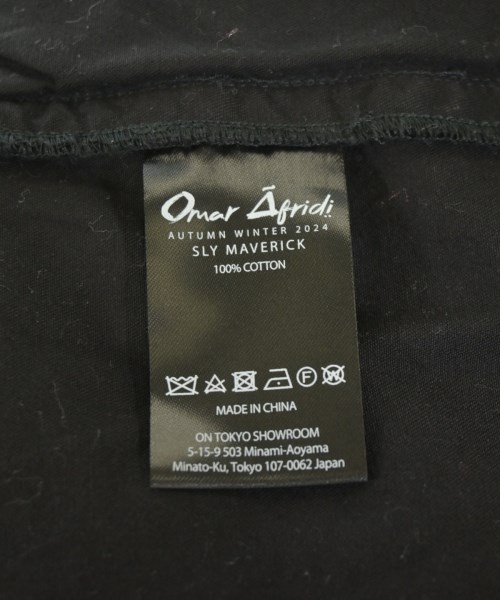 Omar Āfridi
AUTUMN WINTER 2024
SLY MAVERICK
100% COTTON
F W
MADE IN CHINA
ON TOKYO SHOWROOM
5-15-9 503 Minami-Aoyama
Minato-Ku, Tokyo 107-0062 Japan